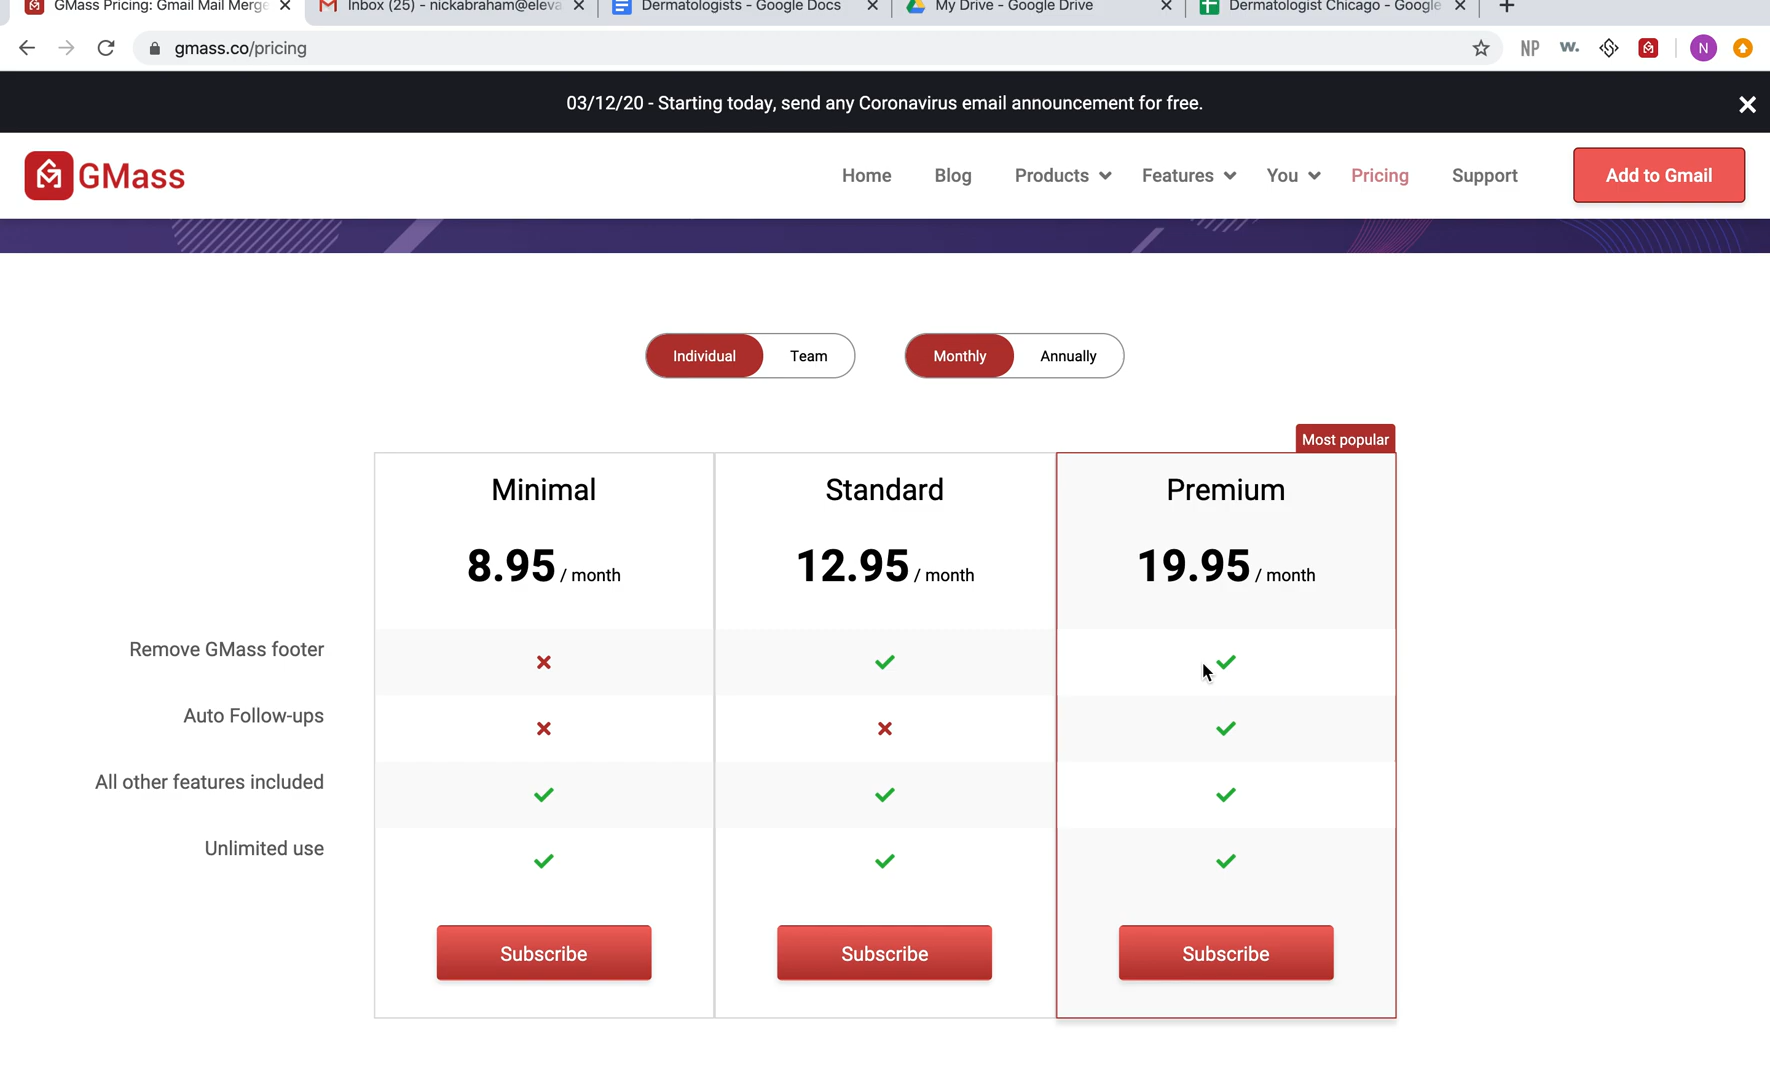 GMass Pricing: Gmail Mail Merge
Inbox (25) - nickabraham@eleva
Dermatologists - Google Docs
My Drive - Google Drive
Dermatologist Chicago - Google
gmass.co/pricing
NP
w.
N
03/12/20 - Starting today, send any Coronavirus email announcement for free.
GMass
Home
Blog
Products
Features
You
Pricing
Support
Add to Gmail
Individual
Team
Monthly
Annually
Most popular
Minimal
Standard
Premium
8.95 / month
12.95 / month
19.95 / month
Remove GMass footer
Auto Follow-ups
All other features included
Unlimited use
Subscribe
Subscribe
Subscribe